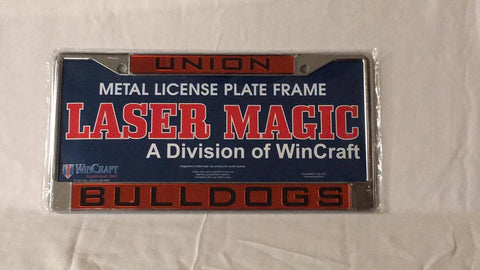 UNION
METAL LICENSE PLATE FRAME
LASER MAGIC
A Division of WinCraft
WINCRAFT
BULLDOGS